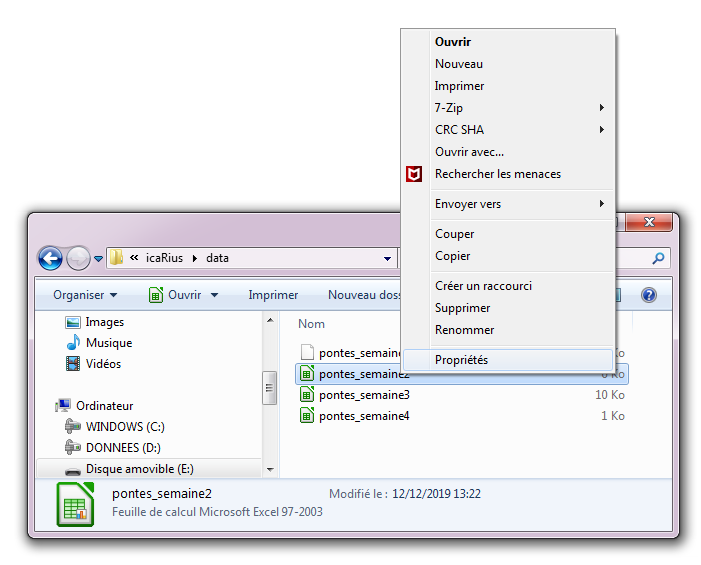 Ouvrir
Nouveau
Imprimer
7-Zip
CRC SHA
Ouvrir avec...
Rechercher les menaces
Envoyer vers
Couper
Copier
Créer un raccourci
Supprimer
Renommer
Propriétés
« icaRius data
Organiser Ouvrir Imprimer Nouveau doss
Images
Musique
Vidéos
Ordinateur
WINDOWS (C:)
DONNEES (D:)
Disque amovible (E:)
Nom
pontes_semaine Ko
pontes_semaine2 Ko
pontes_semaine3 10 Ko
pontes_semaine4 1 Ko
pontes_semaine2 Modifié le : 12/12/2019 13:22
Feuille de calcul Microsoft Excel 97-2003